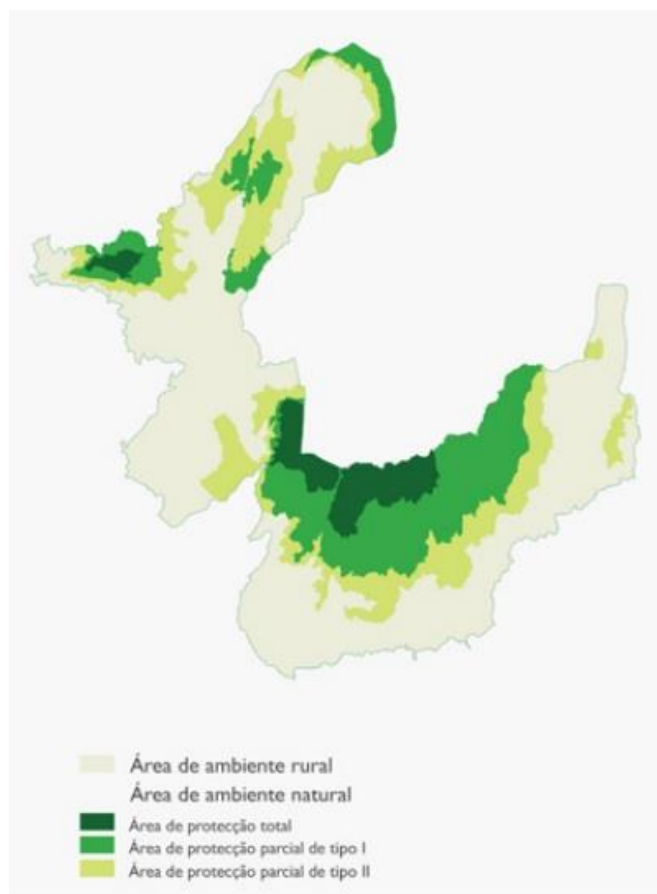 Área de ambiente rural
Área de ambiente natural
Área de protecção total
Área de protecção parcial de tipo I
Área de protecção parcial de tipo II